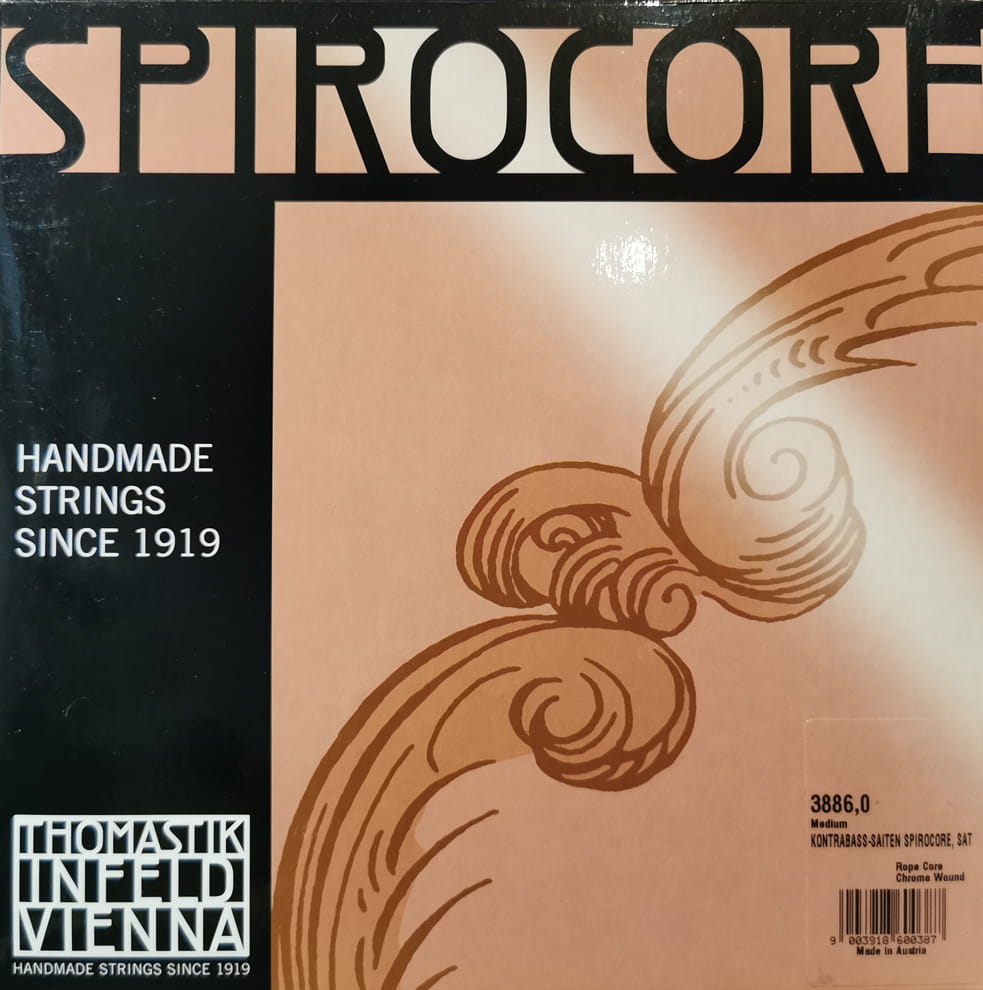 SPIROCORE
HANDMADE
STRINGS
SINCE 1919
3886,0
Medium
KONTRABASS-SAITEN SPIROCORE, SAT
Rope Core
Chrome Wound
9 003918 600387
Made in Austria
THOMASTIK
INFELD
VIENNA
HANDMADE STRINGS SINCE 1919